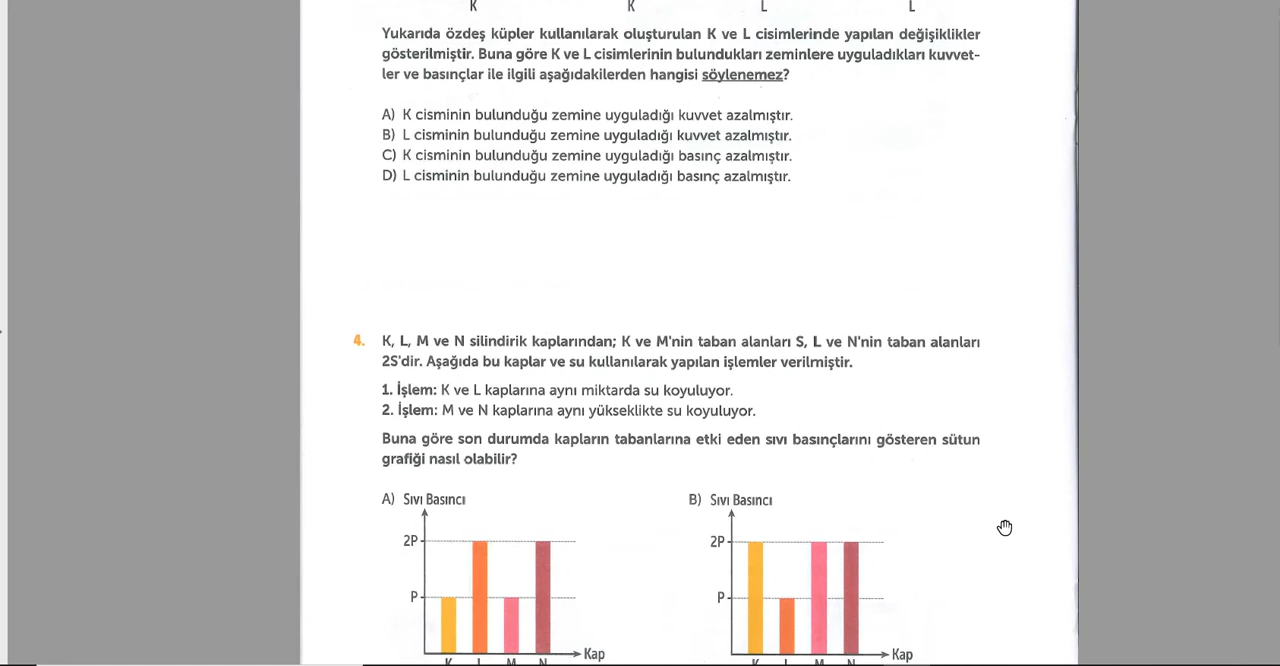 K K L L
Yukarıda özdeş küpler kullanılarak oluşturulan K ve L cisimlerinde yapılan değişiklikler
gösterilmiştir. Buna göre K ve L cisimlerinin bulundukları zeminlere uyguladıkları kuvvet-
ler ve basınçlar ile ilgili aşağıdakilerden hangisi söylenemez?
A) K cisminin bulunduğu zemine uyguladığı kuvvet azalmıştır.
B) L cisminin bulunduğu zemine uyguladığı kuvvet azalmıştır.
C) K cisminin bulunduğu zemine uyguladığı basınç azalmıştır.
D) L cisminin bulunduğu zemine uyguladığı basınç azalmıştır.
4. K, L, M ve N silindirik kaplarından; K ve M'nin taban alanları S, L ve N'nin taban alanları
2S'dir. Aşağıda bu kaplar ve su kullanılarak yapılan işlemler verilmiştir.
1. İşlem: K ve L kaplarına aynı miktarda su koyuluyor.
2. İşlem: M ve N kaplarına aynı yükseklikte su koyuluyor.
Buna göre son durumda kapların tabanlarına etki eden sıvı basınçlarını gösteren sütun
grafiği nasıl olabilir?
A) Sıvı Basıncı
2P
P
K L M N
Kap
B) Sıvı Basıncı
2P
P
K L M N
Kap